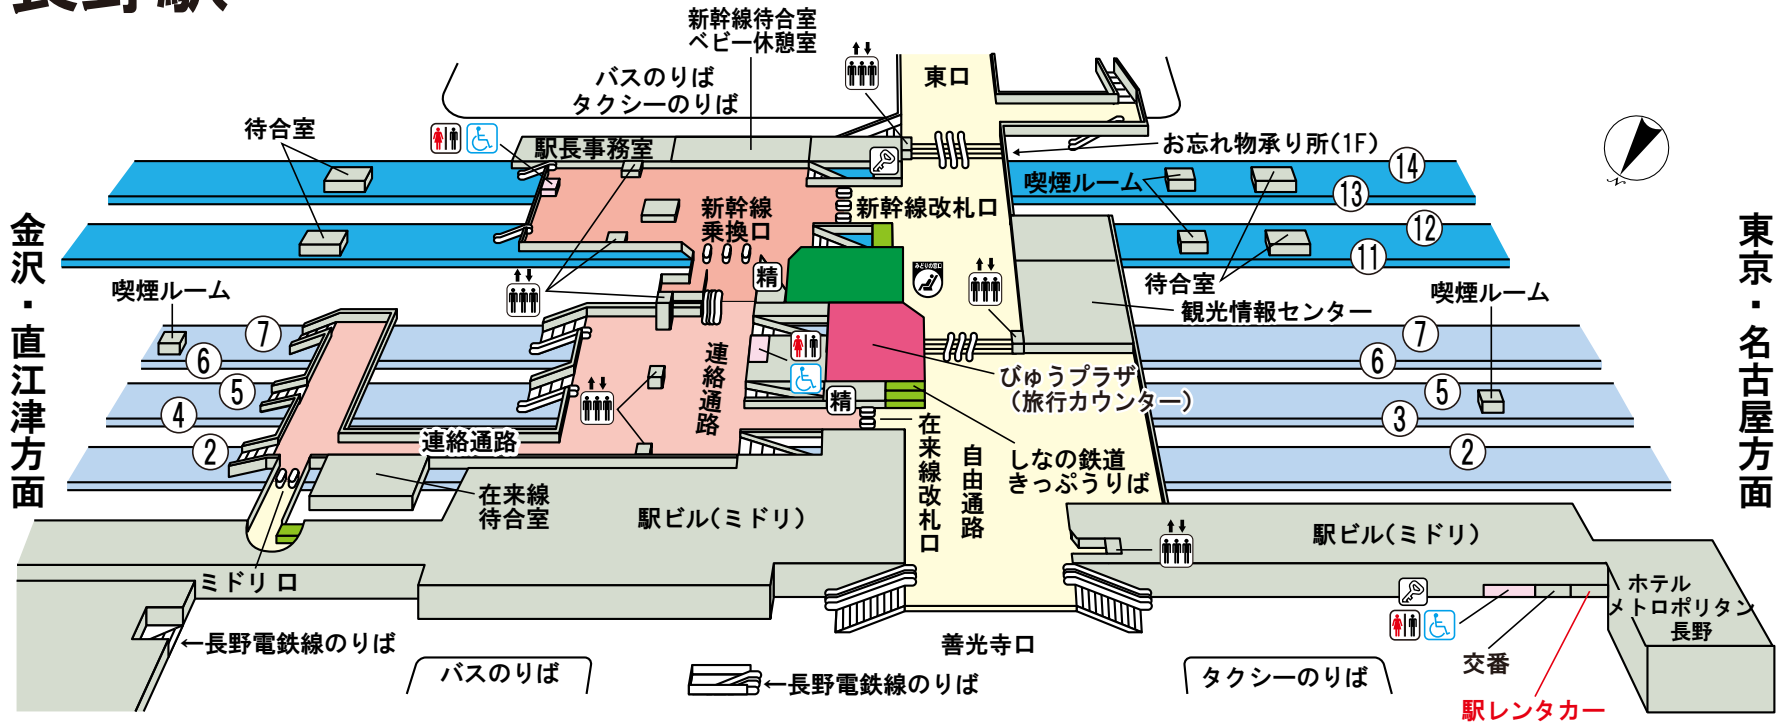 長野駅
新幹線待合室
ベビー休憩室
バスのりば
タクシーのりば
東口
待合室
駅長事務室
お忘れ物承り所(1F)
喫煙ルーム
14
13
新幹線改札口
新幹線
乗換口
12
11
待合室
精
みどりの窓口
観光情報センター
喫煙ルーム
喫煙ルーム
金沢・直江津方面
東京・名古屋方面
7
6
5
4
2
7
6
5
3
2
連絡通路
びゅうプラザ
(旅行カウンター)
精
連絡通路
在来線改札口
自由通路
しなの鉄道
きっぷうりば
在来線
待合室
駅ビル(ミドリ)
駅ビル(ミドリ)
ミドリ口
ホテル
メトロポリタン
長野
←長野電鉄線のりば
善光寺口
交番
バスのりば
←長野電鉄線のりば
タクシーのりば
駅レンタカー
N